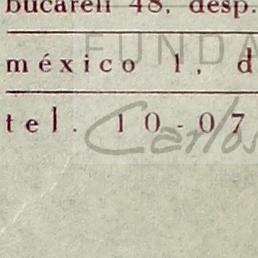 bucareli 48, desp.
FUNDA
méxico 1, d
Carlos
tel. 10-07